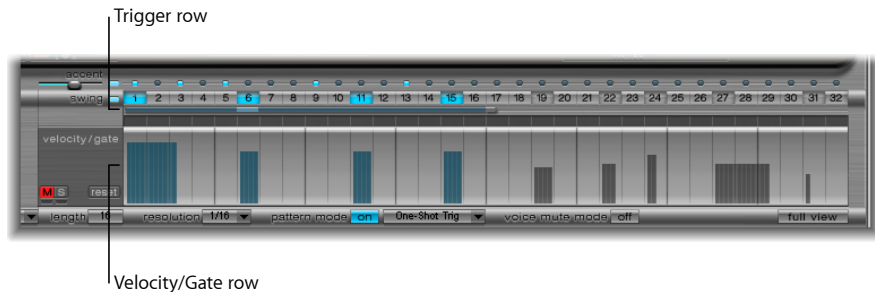 Trigger row
accent
swing 1 2 3 4 5 6 7 8 9 10 11 12 13 14 15 16 17 18 19 20 21 22 23 24 25 26 27 28 29 30 31 32
velocity/gate
M S reset
length 16 resolution 1/16 pattern mode on One-Shot Trig voice mute mode off full view
Velocity/Gate row